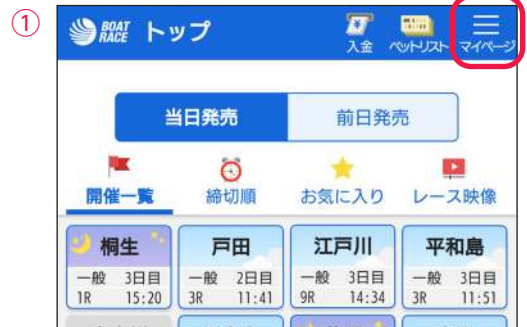 ①
BOAT RACE トップ
入金 ベットリスト マイページ
当日発売 前日発売
開催一覧 締切順 お気に入り レース映像
桐生 戸田 江戸川 平和島
一般 3日目 一般 2日目 一般 3日目 一般 3日目
1R 15:20 3R 11:41 9R 14:34 3R 11:51